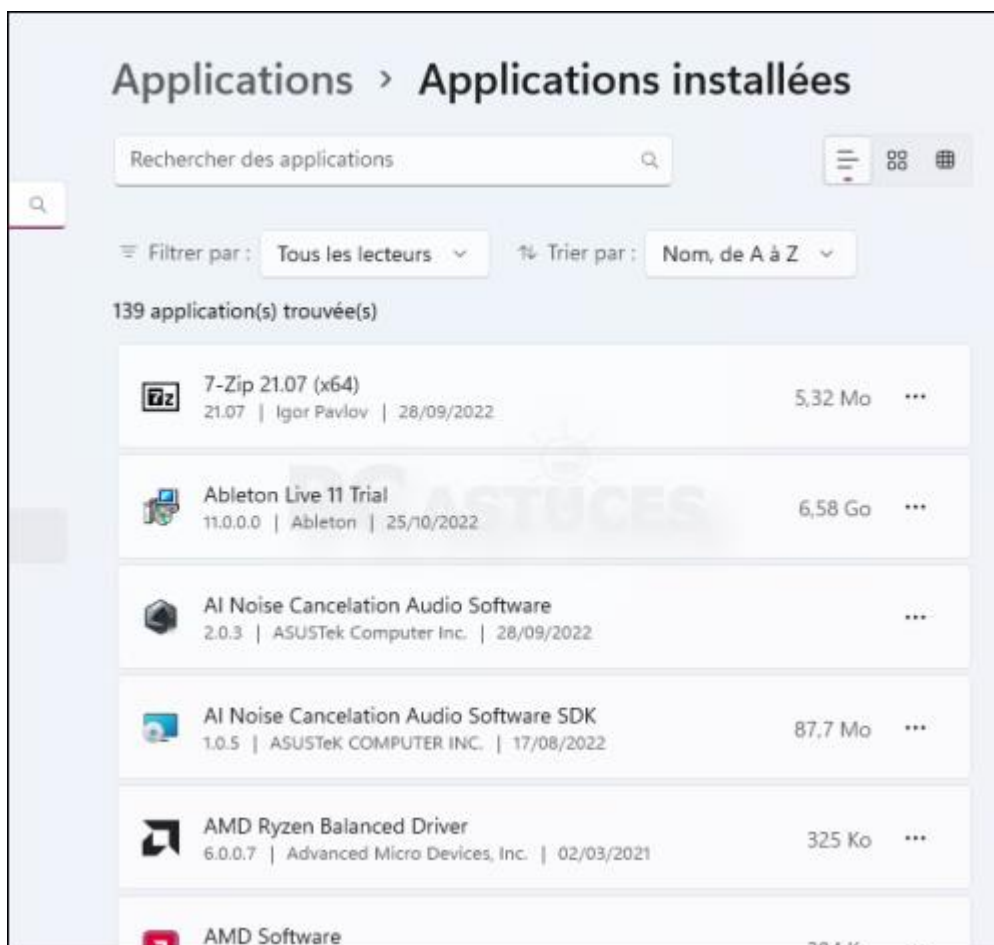 Applications > Applications installées
Rechercher des applications
Filtrer par : Tous les lecteurs Trier par : Nom, de A à Z
139 application(s) trouvée(s)
7-Zip 21.07 (x64)
5,32 Mo
21.07 | Igor Pavlov | 28/09/2022
PC ASTUCES
Ableton Live 11 Trial
6,58 Go
11.0.0.0 | Ableton | 25/10/2022
AI Noise Cancelation Audio Software
2.0.3 | ASUSTek Computer Inc. | 28/09/2022
AI Noise Cancelation Audio Software SDK
87,7 Mo
1.0.5 | ASUSTeK COMPUTER INC. | 17/08/2022
AMD Ryzen Balanced Driver
325 Ko
6.0.0.7 | Advanced Micro Devices, Inc. | 02/03/2021
AMD Software